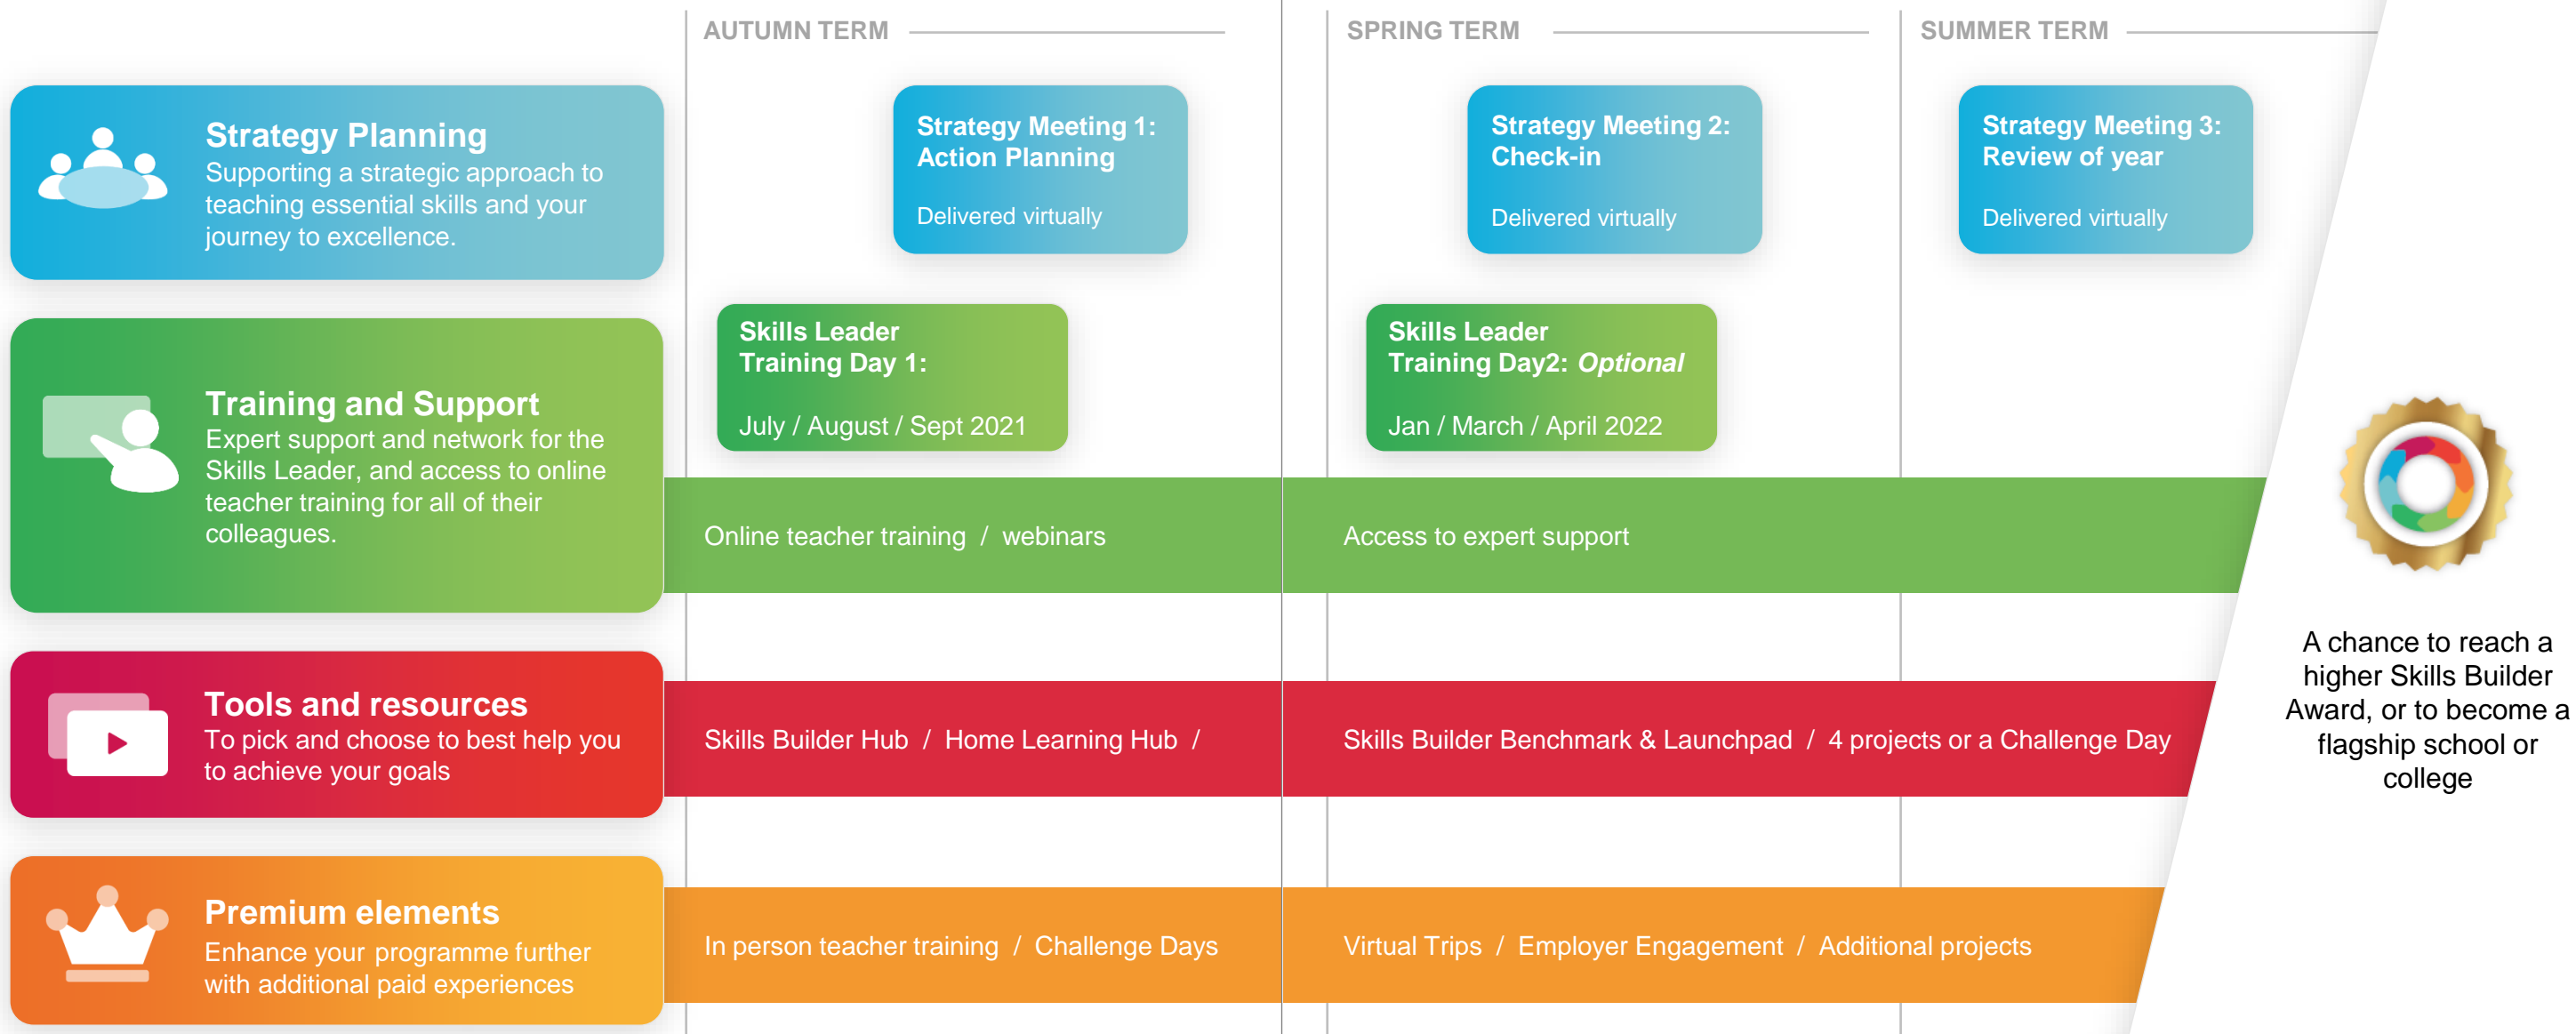 AUTUMN TERM
SPRING TERM
SUMMER TERM
Strategy Planning
Supporting a strategic approach to
teaching essential skills and your
journey to excellence.
Strategy Meeting 1:
Action Planning
Delivered virtually
Strategy Meeting 2:
Check-in
Delivered virtually
Strategy Meeting 3:
Review of year
Delivered virtually
Training and Support
Expert support and network for the
Skills Leader, and access to online
teacher training for all of their
colleagues.
Skills Leader
Training Day 1:
July / August / Sept 2021
Skills Leader
Training Day2: Optional
Jan / March / April 2022
Online teacher training / webinars
Access to expert support
Tools and resources
To pick and choose to best help you
to achieve your goals
Skills Builder Hub / Home Learning Hub /
Skills Builder Benchmark & Launchpad / 4 projects or a Challenge Day
Premium elements
Enhance your programme further
with additional paid experiences
In person teacher training / Challenge Days
Virtual Trips / Employer Engagement / Additional projects
A chance to reach a
higher Skills Builder
Award, or to become a
flagship school or
college